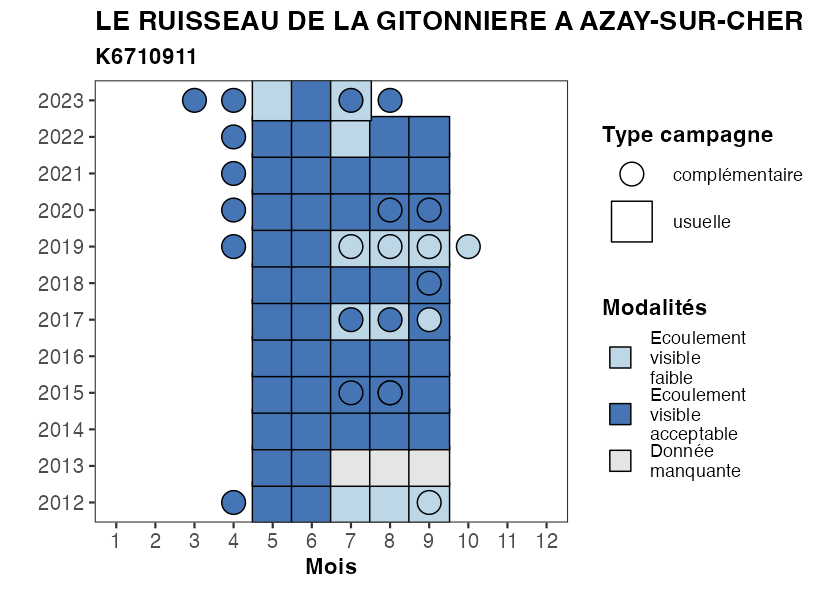 LE RUISSEAU DE LA GITONNIERE A AZAY-SUR-CHER
K6710911
2023
2022
2021
2020
2019
2018
2017
2016
2015
2014
2013
2012
1 2 3 4 5 6 7 8 9 10 11 12
Mois
Type campagne
complémentaire
usuelle
Modalités
Ecoulement
visible
faible
Ecoulement
visible
acceptable
Donnée
manquante